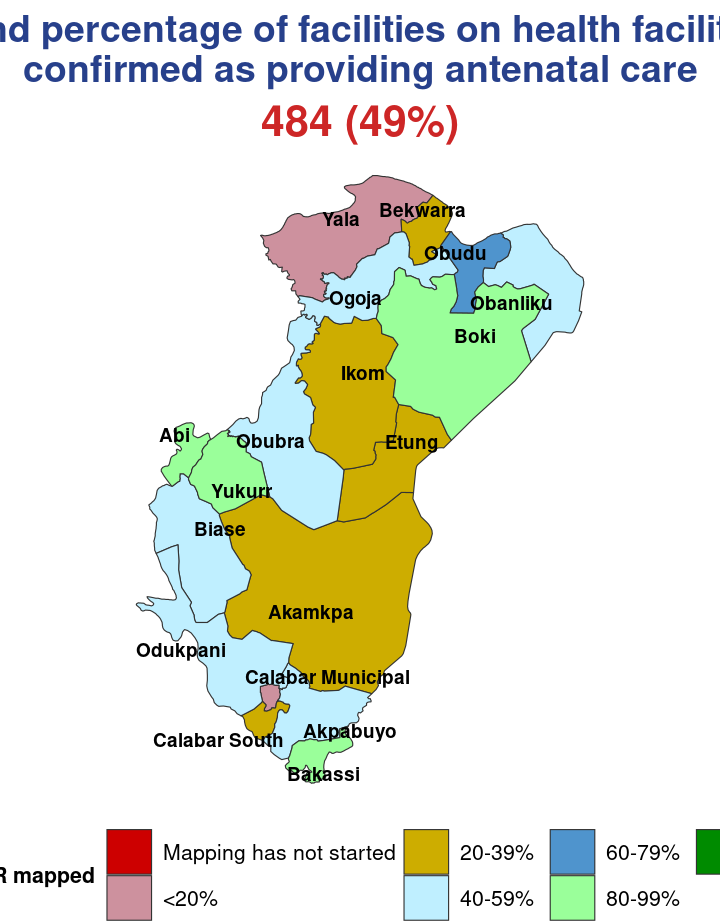 nd percentage of facilities on health facilit
confirmed as providing antenatal care
484 (49%)
Yala
Bekwarra
Obudu
Ogoja
Obanliku
Boki
Ikom
Abi
Obubra
Etung
Yukurr
Biase
Akamkpa
Odukpani
Calabar Municipal
Akpabuyo
Calabar South
Bakassi
R mapped
Mapping has not started
<20%
20-39%
40-59%
60-79%
80-99%